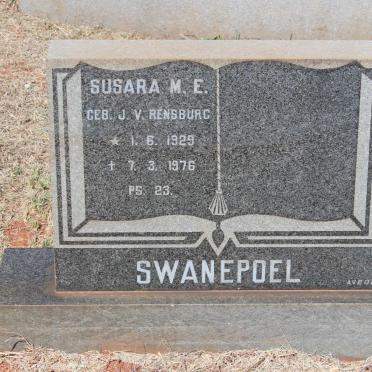 SUSARA M. E.
GEB. J. V. RENSBURG
* 1. 6. 1929
† 7. 3. 1976
PS. 23.
SWANEPOEL